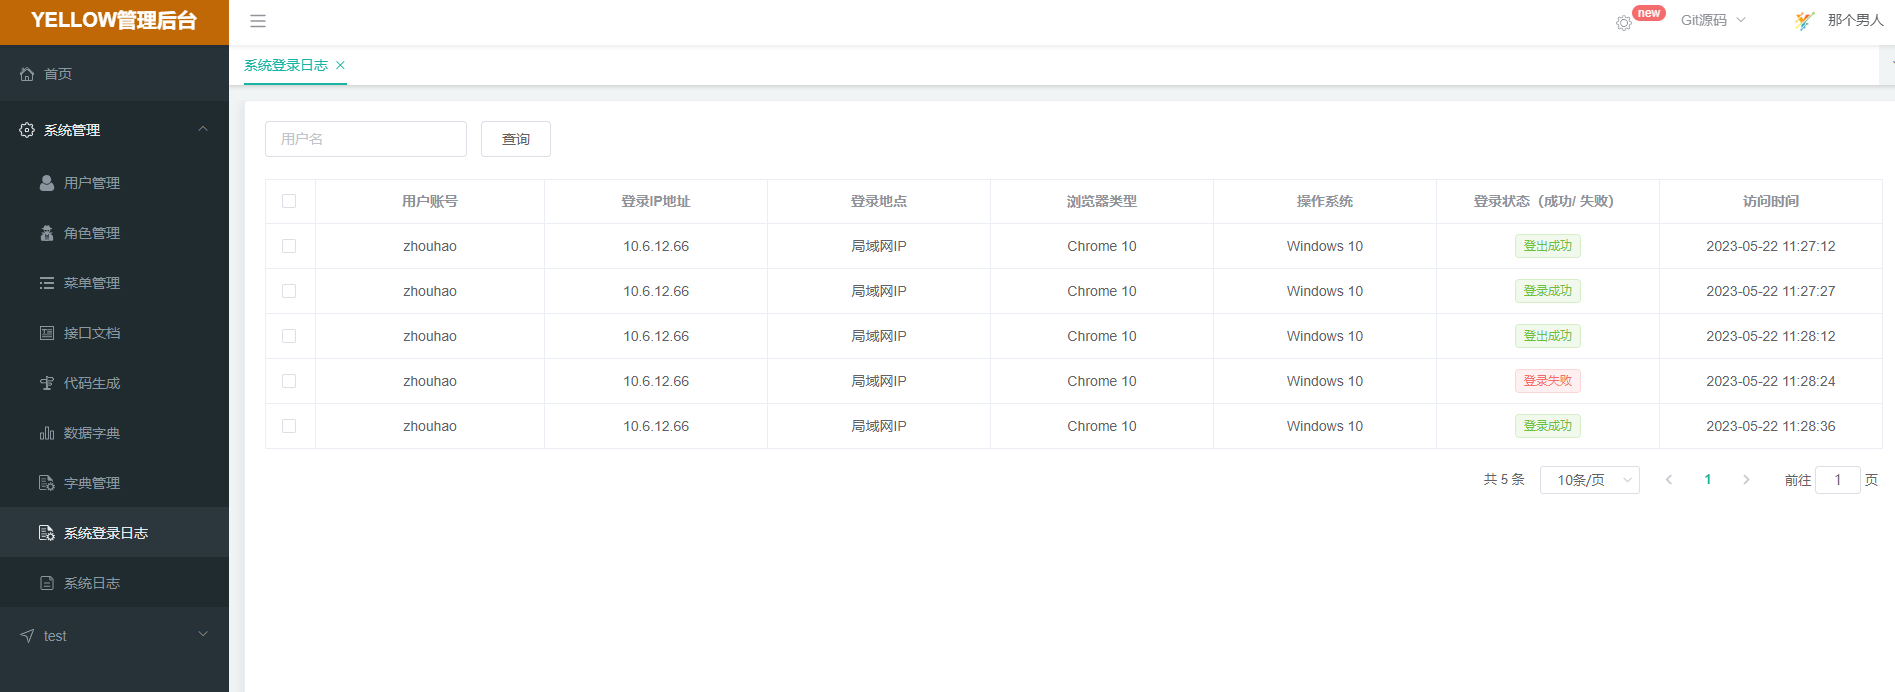 YELLOW管理后台
new
Git源码
那个男人
首页
系统管理
用户管理
角色管理
菜单管理
接口文档
代码生成
数据字典
字典管理
系统登录日志
系统日志
test
系统登录日志
用户名 查询
用户账号 登录IP地址 登录地点 浏览器类型 操作系统 登录状态（成功/ 失败） 访问时间
zhouhao 10.6.12.66 局域网IP Chrome 10 Windows 10 登出成功 2023-05-22 11:27:12
zhouhao 10.6.12.66 局域网IP Chrome 10 Windows 10 登录成功 2023-05-22 11:27:27
zhouhao 10.6.12.66 局域网IP Chrome 10 Windows 10 登出成功 2023-05-22 11:28:12
zhouhao 10.6.12.66 局域网IP Chrome 10 Windows 10 登录失败 2023-05-22 11:28:24
zhouhao 10.6.12.66 局域网IP Chrome 10 Windows 10 登录成功 2023-05-22 11:28:36
共 5 条 10条/页 1 前往 1 页